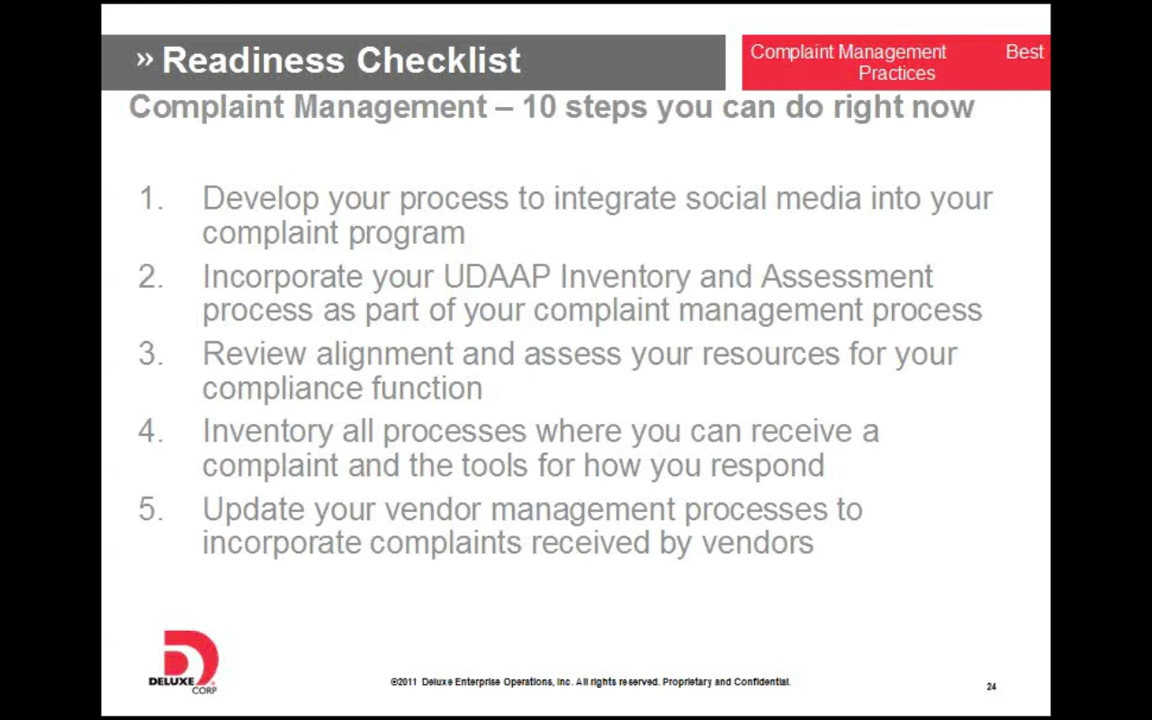 » Readiness Checklist
Complaint Management Best
Practices
Complaint Management – 10 steps you can do right now
1. Develop your process to integrate social media into your
complaint program
2. Incorporate your UDAAP Inventory and Assessment
process as part of your complaint management process
3. Review alignment and assess your resources for your
compliance function
4. Inventory all processes where you can receive a
complaint and the tools for how you respond
5. Update your vendor management processes to
incorporate complaints received by vendors
DELUXE
CORP
©2011 Deluxe Enterprise Operations, Inc. All rights reserved. Proprietary and Confidential.
24